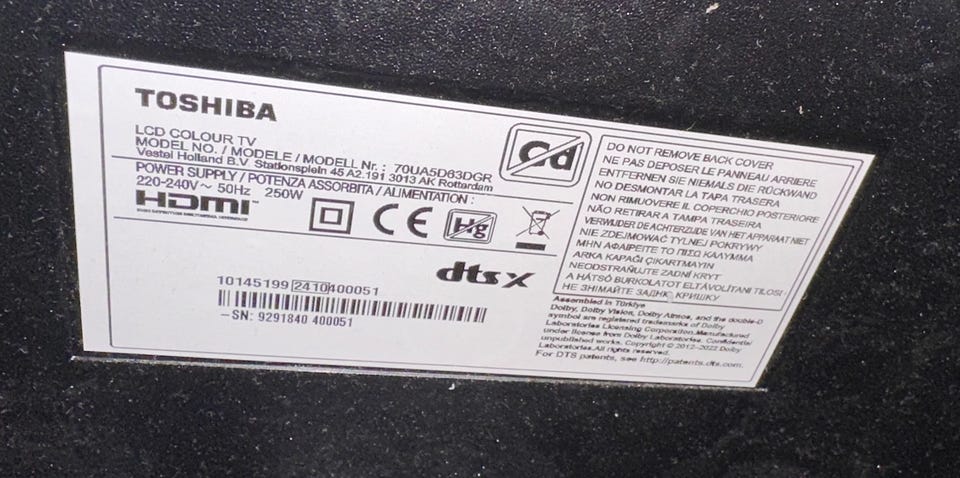 TOSHIBA
LCD COLOUR TV
MODEL NO. / MODELE / MODELL Nr. : 70UA5D63DGR
Vestel Holland B.V. Stationsplein 45 A2.191 3013 AK Rotterdam
POWER SUPPLY / POTENZA ASSORBITA / ALIMENTATION :
220-240V~ 50Hz 250W
HDMI™
HIGH DEFINITION MULTIMEDIA INTERFACE
Cd
CE
Hg
dts X
10145199 2410400051
-SN: 9291840 400051
DO NOT REMOVE BACK COVER
NE PAS DEPOSER LE PANNEAU ARRIERE
ENTFERNEN SIE NIEMALS DIE RÜCKWAND
NO DESMONTAR LA TAPA TRASERA
NON RIMUOVERE IL COPERCHIO POSTERIORE
NÃO RETIRAR A TAMPA TRASEIRA
VERWIJDER DE ACHTERZIJDE VAN HET APPARAAT NIET
NIE ZDEJMOWAĆ TYLNEJ POKRYWY
ΜΗΝ ΑΦΑΙΡΕΙΤΕ ΤΟ ΠΙΣΩ ΚΑΛΥΜΜΑ
ARKA KAPAĞI ÇIKARTMAYIN
NEODSTRAŇUJTE ZADNÍ KRYT
A HÁTSÓ BURKOLATOT ELTÁVOLÍTANI TILOS!
НЕ ЗНІМАЙТЕ ЗАДНЮ КРИШКУ
Assembled in Türkiye
Dolby, Dolby Vision, Dolby Atmos, and the double-D
symbol are registered trademarks of Dolby
Laboratories Licensing Corporation. Manufactured
under license from Dolby Laboratories. Confidential
unpublished works. Copyright © 2012-2022 Dolby
Laboratories. All rights reserved.
For DTS patents, see http://patents.dts.com.